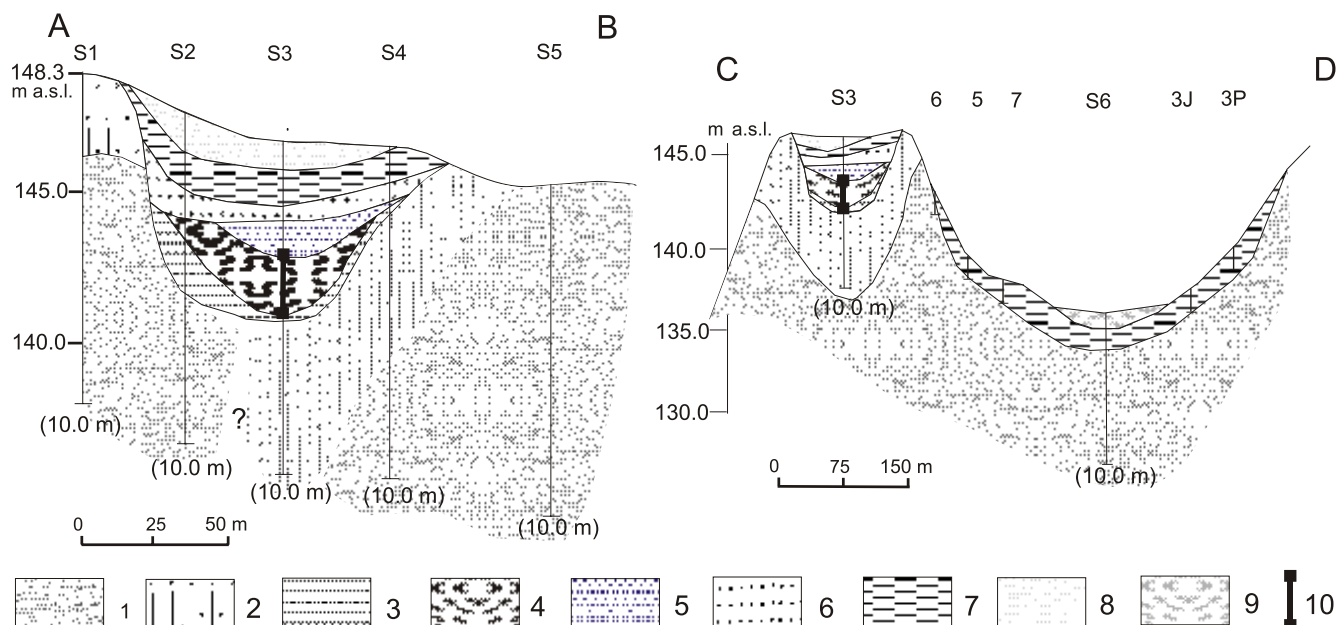 A B
S1 S2 S3 S4 S5
148.3
m a.s.l.
145.0
140.0
?
(10.0 m)
(10.0 m)
(10.0 m)
(10.0 m)
(10.0 m)
0 25 50 m
C D
S3 6 5 7 S6 3J 3P
m a.s.l.
145.0
140.0
(10.0 m)
135.0
130.0
(10.0 m)
0 75 150 m
1 2 3 4 5 6 7 8 9 10